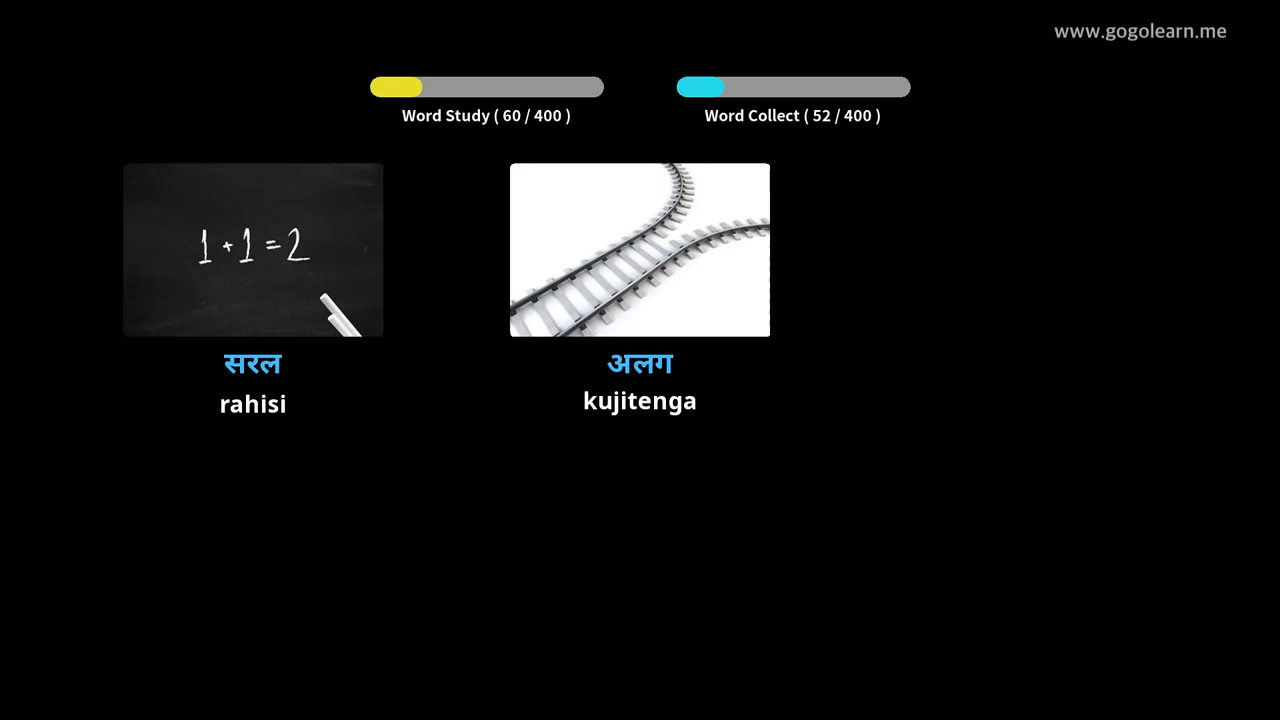 www.gogolearn.me
Word Study ( 60 / 400 )
Word Collect ( 52 / 400 )
1 + 1 = 2
सरल
rahisi
अलग
kujitenga